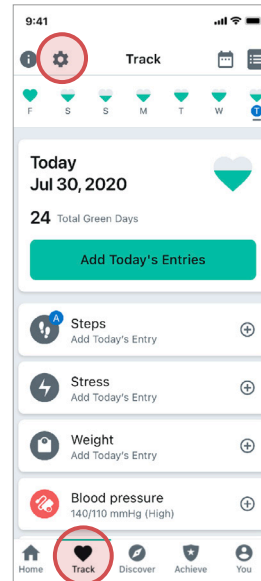 9:41
Track
F S S M T W T
Today
Jul 30, 2020
24 Total Green Days
Add Today's Entries
A
Steps
Add Today's Entry
Stress
Add Today's Entry
Weight
Add Today's Entry
Blood pressure
140/110 mmHg (High)
Home Track Discover Achieve You